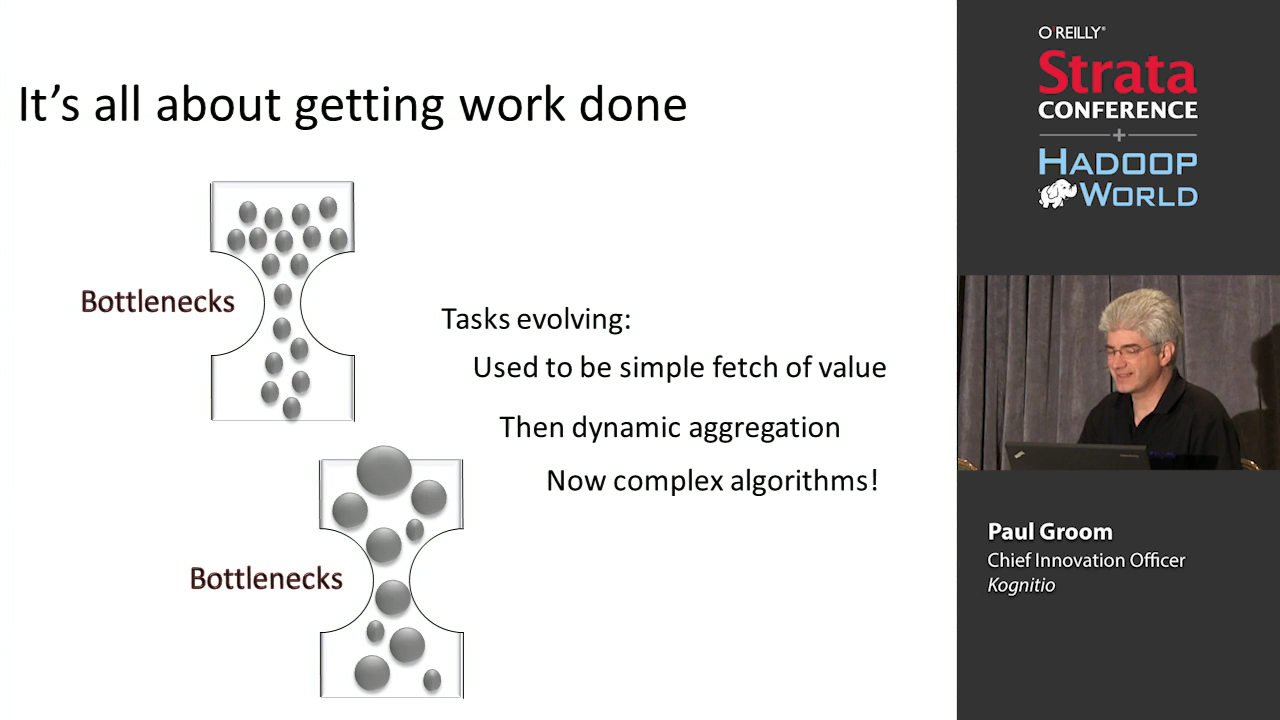 It's all about getting work done
Bottlenecks
Tasks evolving:
Used to be simple fetch of value
Then dynamic aggregation
Now complex algorithms!
Bottlenecks
O'REILLY®
Strata
CONFERENCE
+
HADOOP
WORLD
Paul Groom
Chief Innovation Officer
Kognitio